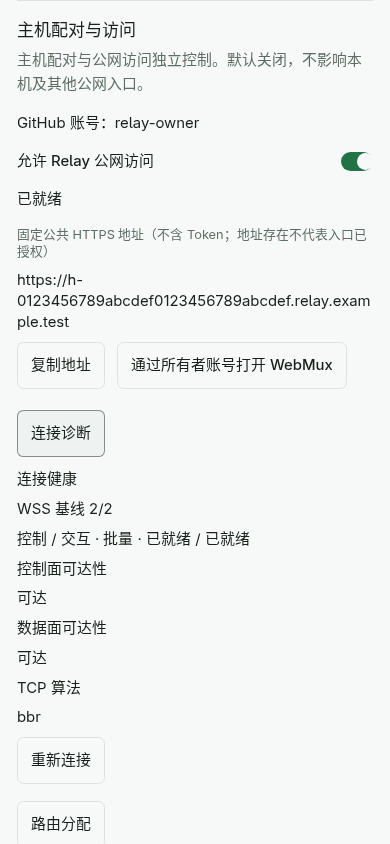 主机配对与访问
主机配对与公网访问独立控制。默认关闭，不影响本
机及其他公网入口。
GitHub 账号：relay-owner
允许 Relay 公网访问
已就绪
固定公共 HTTPS 地址（不含 Token；地址存在不代表入口已
授权）
https://h-
0123456789abcdef0123456789abcdef.relay.exam
ple.test
复制地址
通过所有者账号打开 WebMux
连接诊断
连接健康
WSS 基线 2/2
控制 / 交互 · 批量 · 已就绪 / 已就绪
控制面可达性
可达
数据面可达性
可达
TCP 算法
bbr
重新连接
路由分配